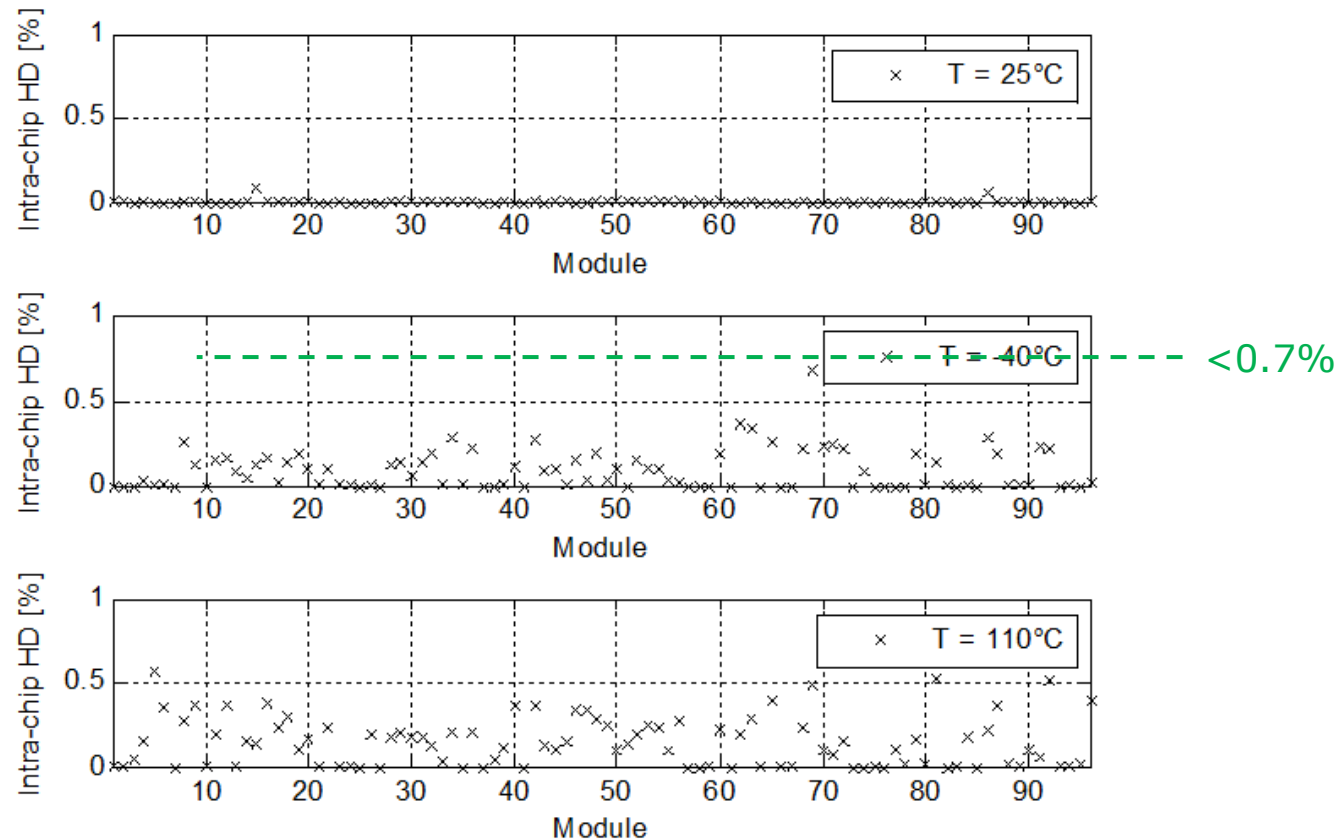 Intra-chip HD [%]
1
0.5
0
T = 25°C
10 20 30 40 50 60 70 80 90
Module
Intra-chip HD [%]
1
0.5
0
T = -40°C
<0.7%
10 20 30 40 50 60 70 80 90
Module
Intra-chip HD [%]
1
0.5
0
T = 110°C
10 20 30 40 50 60 70 80 90
Module